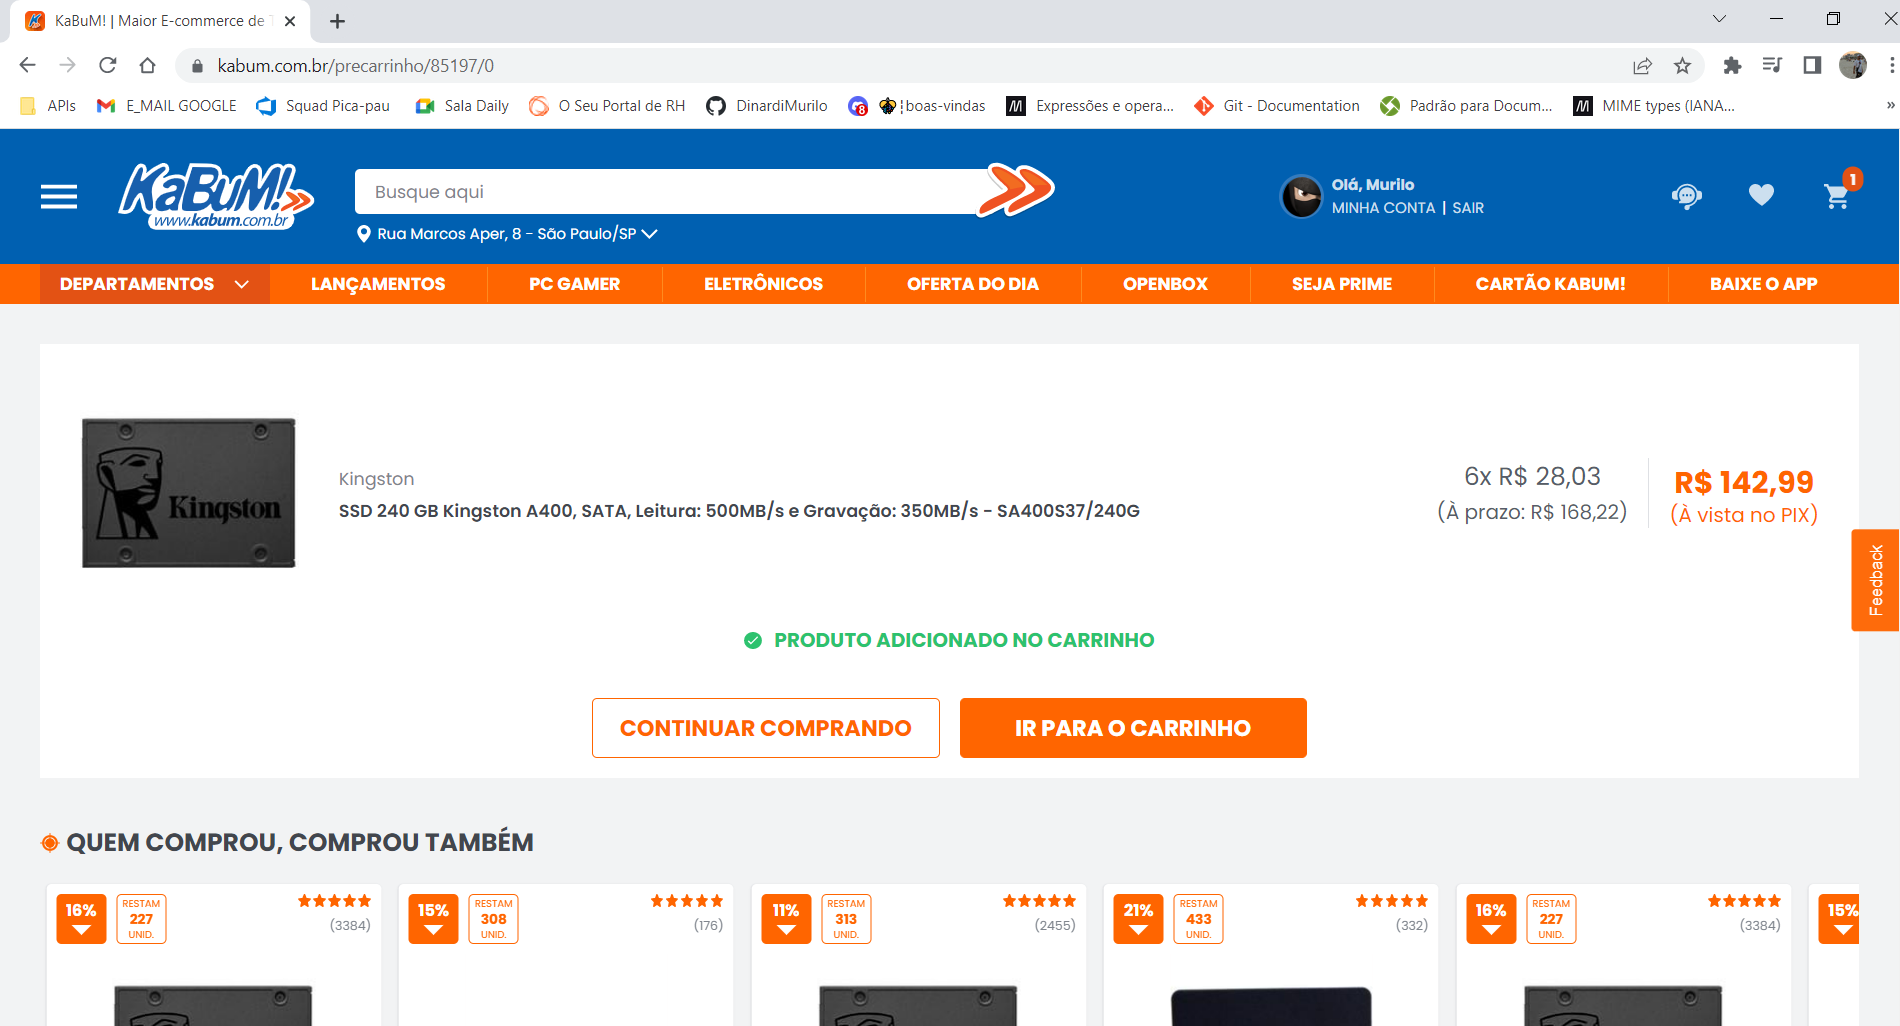 KaBuM! | Maior E-commerce de
kabum.com.br/precarrinho/85197/0
APIs E_MAIL GOOGLE Squad Pica-pau Sala Daily O Seu Portal de RH DinardiMurilo 8 ¦boas-vindas Expressões e opera... Git - Documentation Padrão para Docum... MIME types (IANA... »
KaBuM!
www.kabum.com.br
Busque aqui
Rua Marcos Aper, 8 - São Paulo/SP
Olá, Murilo
MINHA CONTA | SAIR
1
DEPARTAMENTOS LANÇAMENTOS PC GAMER ELETRÔNICOS OFERTA DO DIA OPENBOX SEJA PRIME CARTÃO KABUM! BAIXE O APP
Kingston
Kingston
SSD 240 GB Kingston A400, SATA, Leitura: 500MB/s e Gravação: 350MB/s - SA400S37/240G
6x R$ 28,03
(À prazo: R$ 168,22)
R$ 142,99
(À vista no PIX)
Feedback
PRODUTO ADICIONADO NO CARRINHO
CONTINUAR COMPRANDO IR PARA O CARRINHO
QUEM COMPROU, COMPROU TAMBÉM
16%
RESTAM
227
UNID.
(3384)
15%
RESTAM
308
UNID.
(176)
11%
RESTAM
313
UNID.
(2455)
21%
RESTAM
433
UNID.
(332)
16%
RESTAM
227
UNID.
(3384)
15%